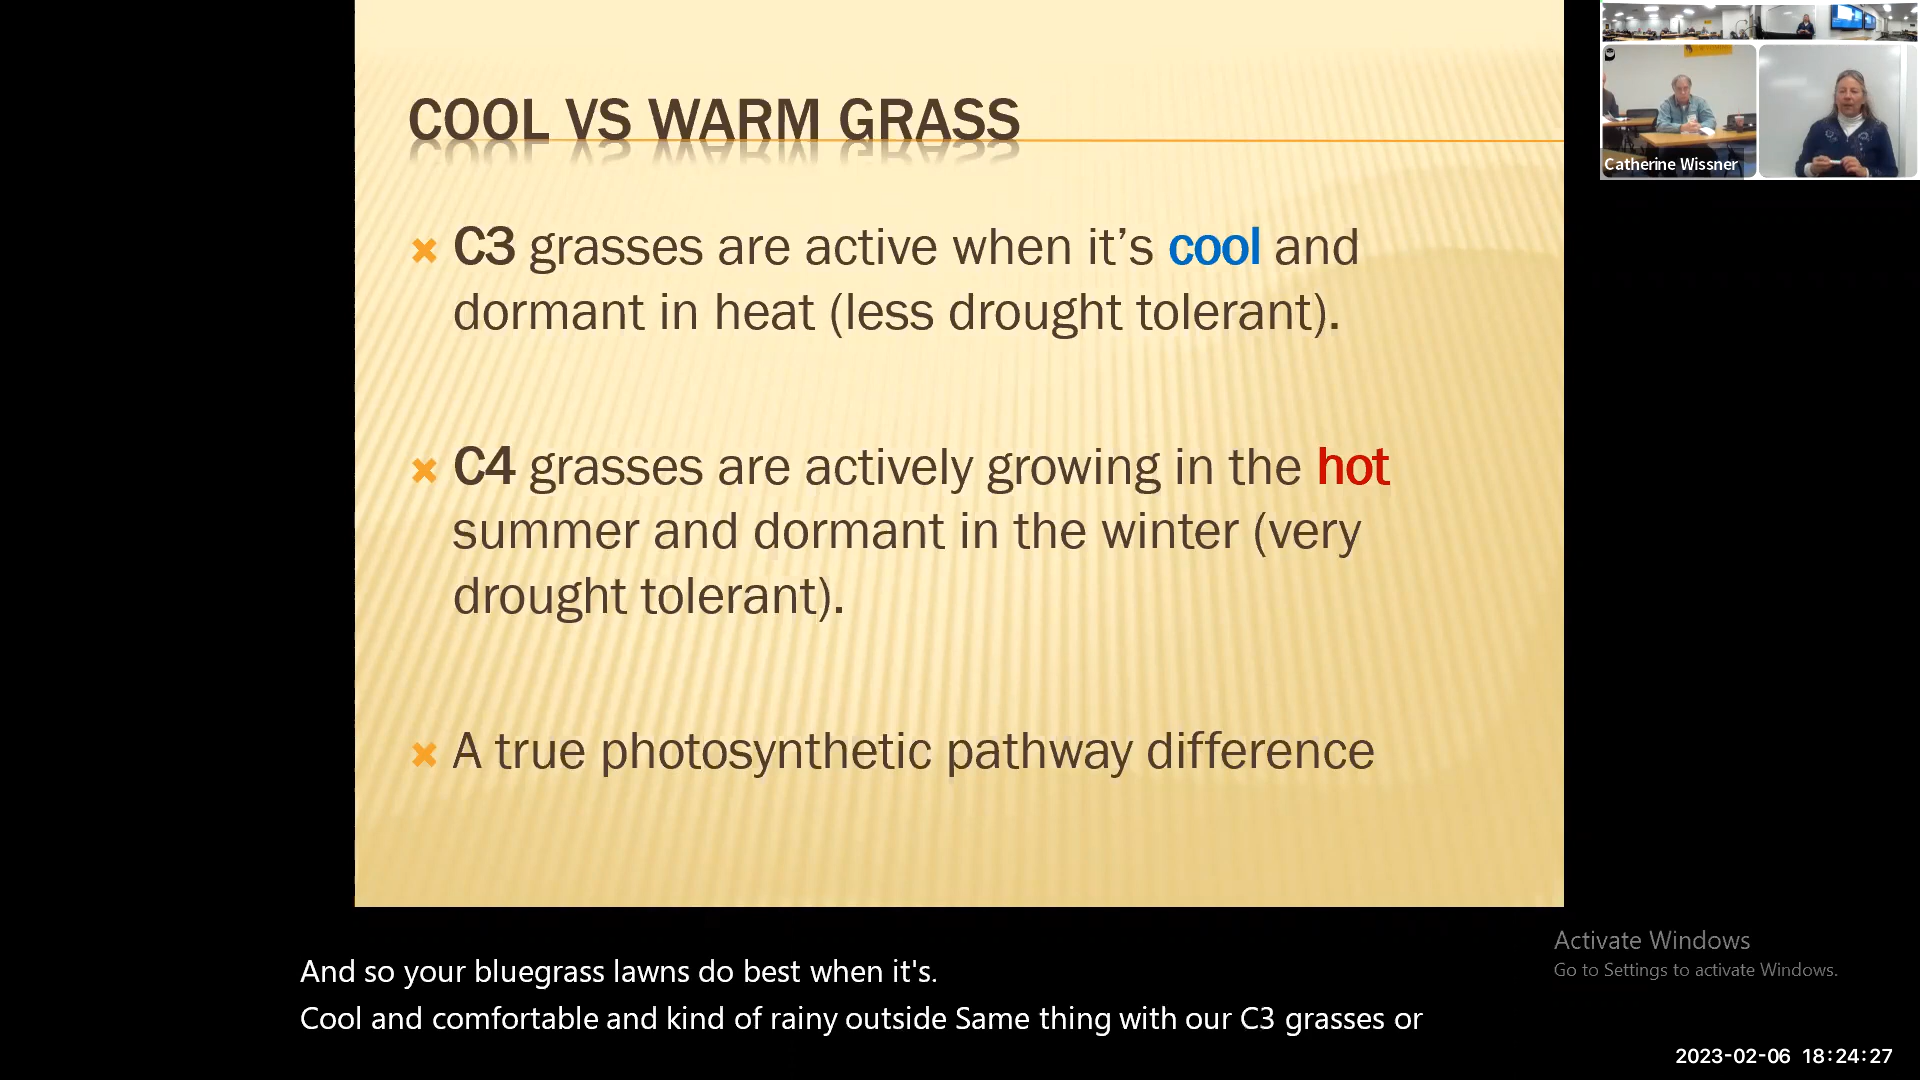 COOL VS WARM GRASS
C3 grasses are active when it's cool and
dormant in heat (less drought tolerant).
C4 grasses are actively growing in the hot
summer and dormant in the winter (very
drought tolerant).
A true photosynthetic pathway difference
Catherine Wissner
Activate Windows
Go to Settings to activate Windows.
And so your bluegrass lawns do best when it's.
Cool and comfortable and kind of rainy outside Same thing with our C3 grasses or
2023-02-06 18:24:27